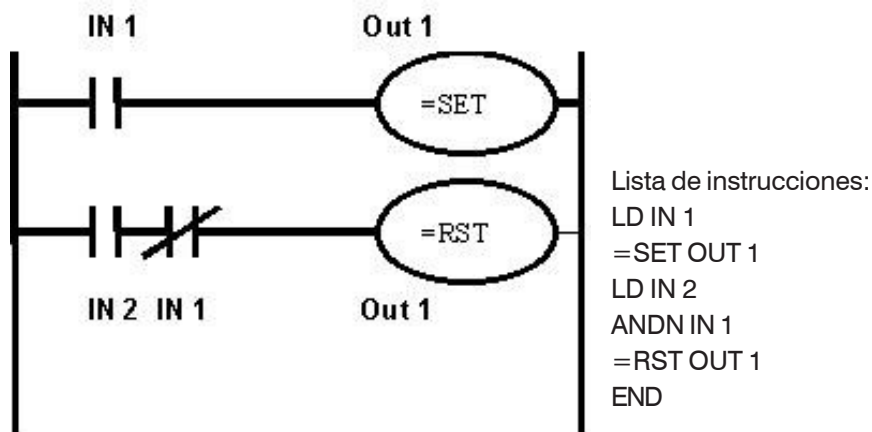 IN 1 Out 1
=SET
=RST
IN 2 IN 1 Out 1
Lista de instrucciones:
LD IN 1
=SET OUT 1
LD IN 2
ANDN IN 1
=RST OUT 1
END